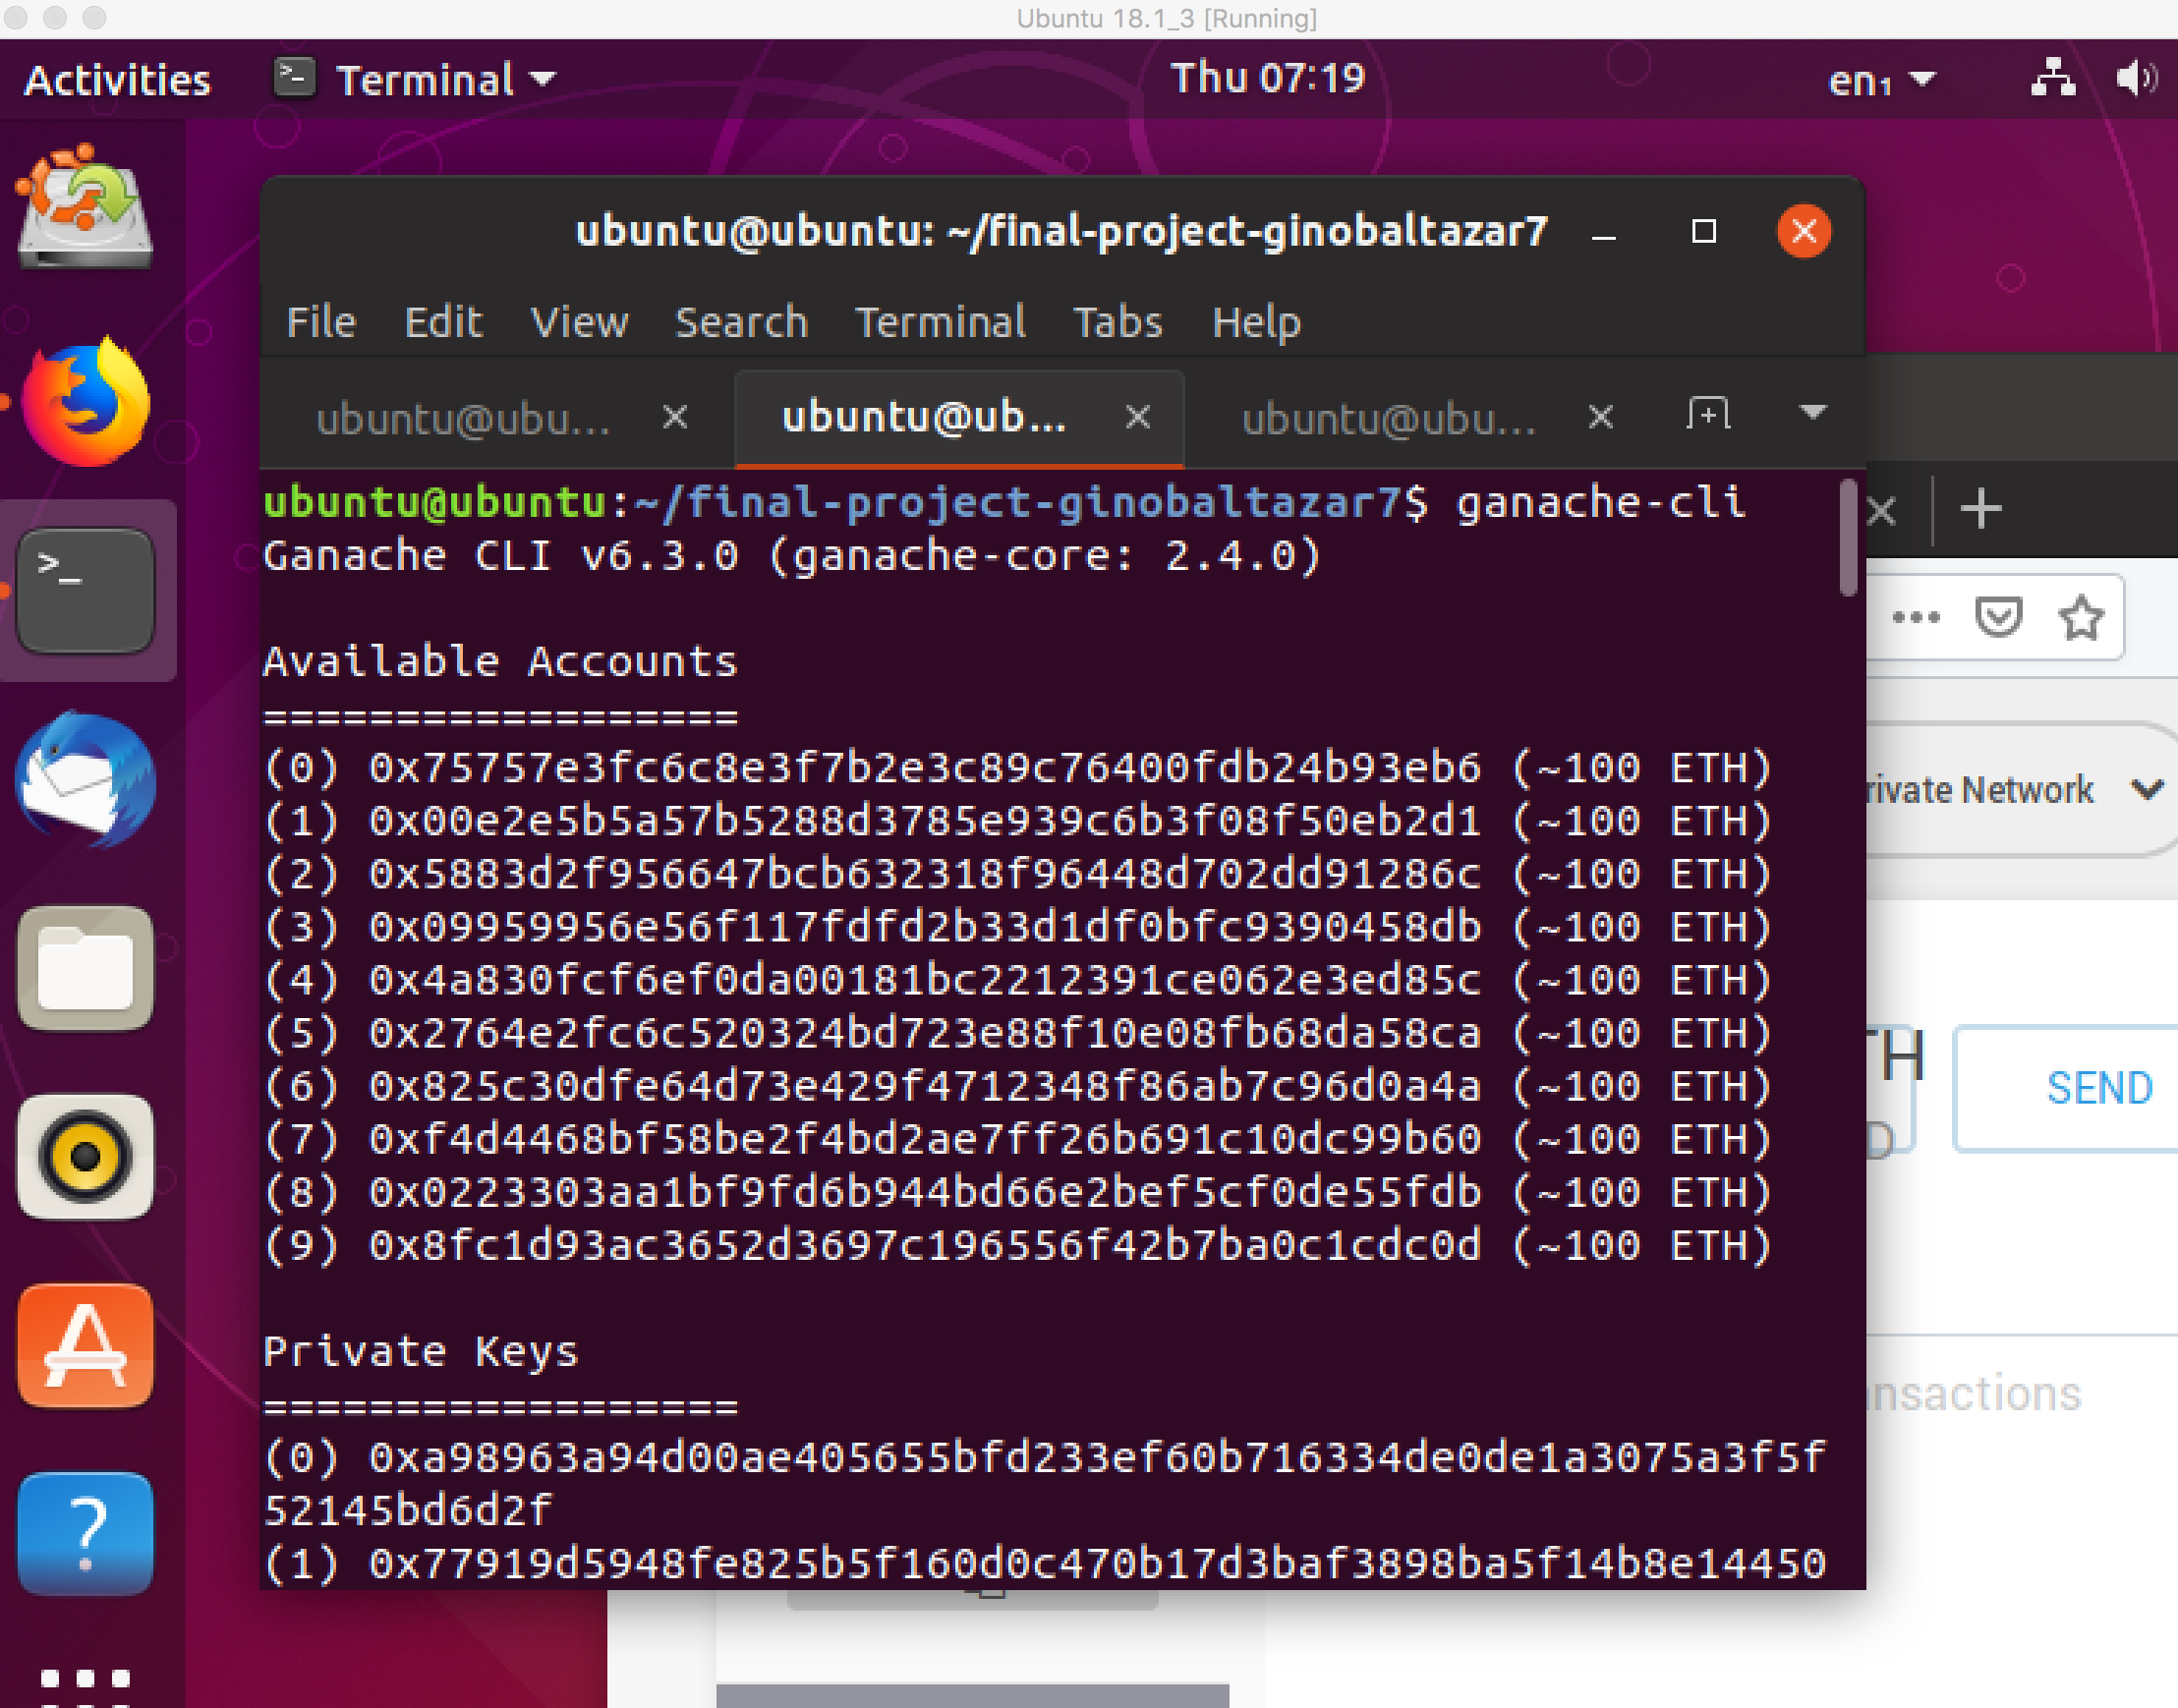 Ubuntu 18.1_3 [Running]
Activities
Terminal
Thu 07:19
en₁
ubuntu@ubuntu: ~/final-project-ginobaltazar7
File Edit View Search Terminal Tabs Help
ubuntu@ubu... ubuntu@ub... ubuntu@ubu...
ubuntu@ubuntu:~/final-project-ginobaltazar7$ ganache-cli
Ganache CLI v6.3.0 (ganache-core: 2.4.0)
Available Accounts
==================
(0) 0x75757e3fc6c8e3f7b2e3c89c76400fdb24b93eb6 (~100 ETH)
(1) 0x00e2e5b5a57b5288d3785e939c6b3f08f50eb2d1 (~100 ETH)
(2) 0x5883d2f956647bcb632318f96448d702dd91286c (~100 ETH)
(3) 0x09959956e56f117fdfd2b33d1df0bfc9390458db (~100 ETH)
(4) 0x4a830fcf6ef0da00181bc2212391ce062e3ed85c (~100 ETH)
(5) 0x2764e2fc6c520324bd723e88f10e08fb68da58ca (~100 ETH)
(6) 0x825c30dfe64d73e429f4712348f86ab7c96d0a4a (~100 ETH)
(7) 0xf4d4468bf58be2f4bd2ae7ff26b691c10dc99b60 (~100 ETH)
(8) 0x0223303aa1bf9fd6b944bd66e2bef5cf0de55fdb (~100 ETH)
(9) 0x8fc1d93ac3652d3697c196556f42b7ba0c1cdc0d (~100 ETH)
Private Keys
==================
(0) 0xa98963a94d00ae405655bfd233ef60b716334de0de1a3075a3f5f
52145bd6d2f
(1) 0x77919d5948fe825b5f160d0c470b17d3baf3898ba5f14b8e14450
rivate Network
TH
D
SEND
ansactions